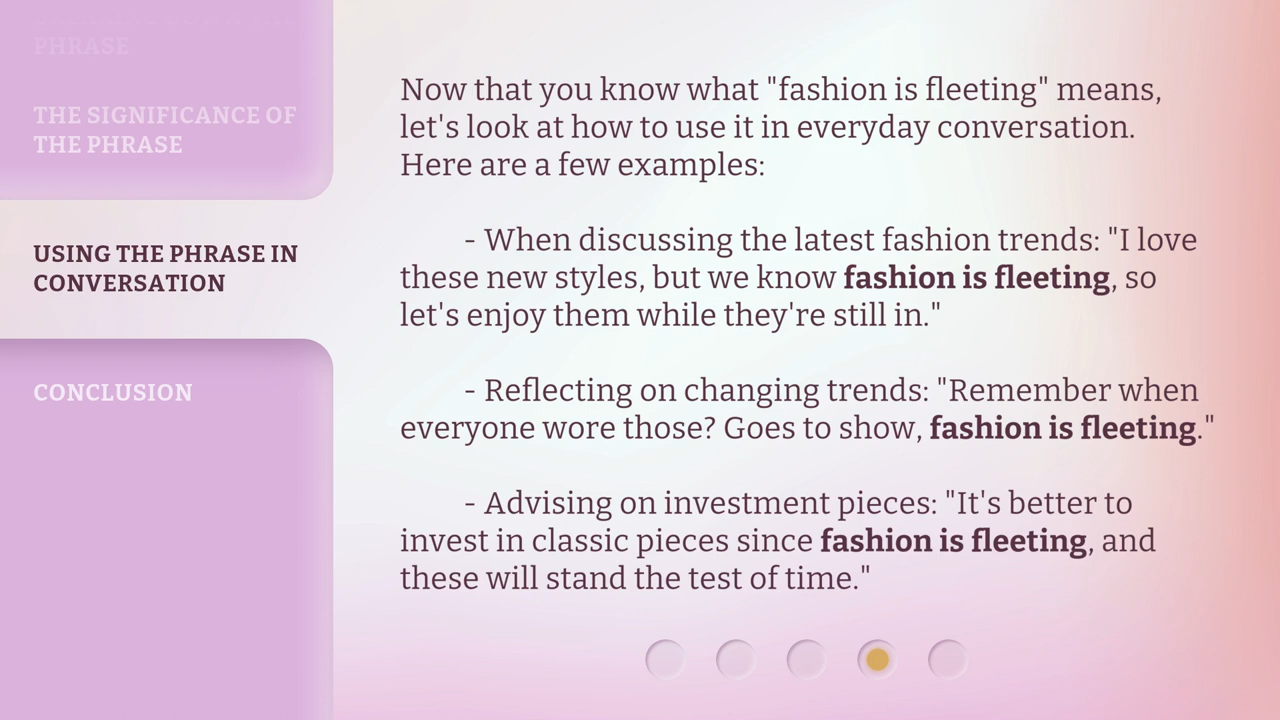 PHRASE
THE SIGNIFICANCE OF
THE PHRASE
USING THE PHRASE IN
CONVERSATION
CONCLUSION
Now that you know what "fashion is fleeting" means,
let's look at how to use it in everyday conversation.
Here are a few examples:
- When discussing the latest fashion trends: "I love
these new styles, but we know fashion is fleeting, so
let's enjoy them while they're still in."
- Reflecting on changing trends: "Remember when
everyone wore those? Goes to show, fashion is fleeting."
- Advising on investment pieces: "It's better to
invest in classic pieces since fashion is fleeting, and
these will stand the test of time."